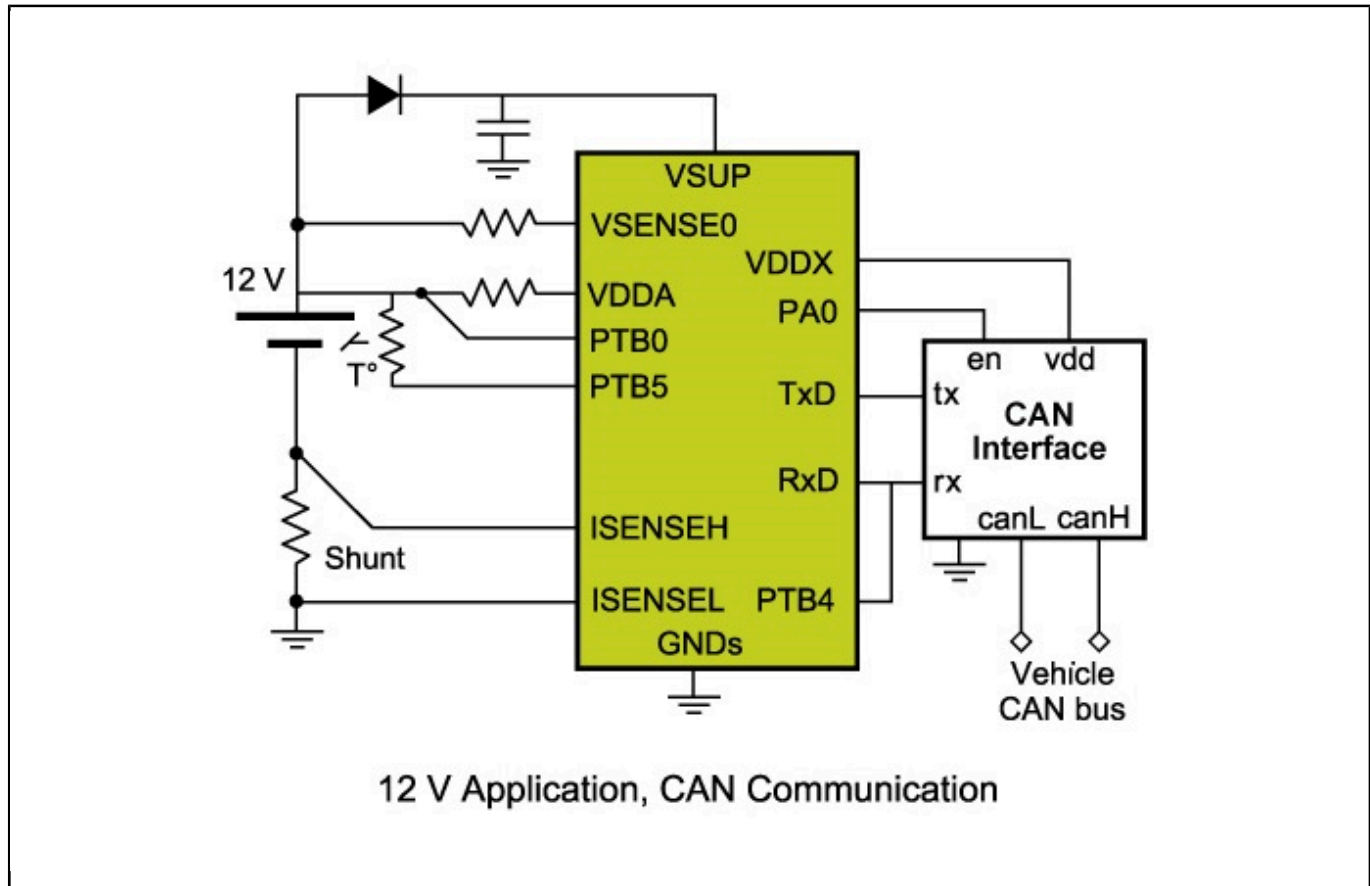 VSUP
VSENSE0
VDDX
12 V
VDDA
PA0
PTB0
en vdd
T°
PTB5
TxD
tx
CAN
Interface
RxD
rx
canL canH
ISENSEH
Shunt
ISENSEL
PTB4
GNDs
Vehicle
CAN bus
12 V Application, CAN Communication